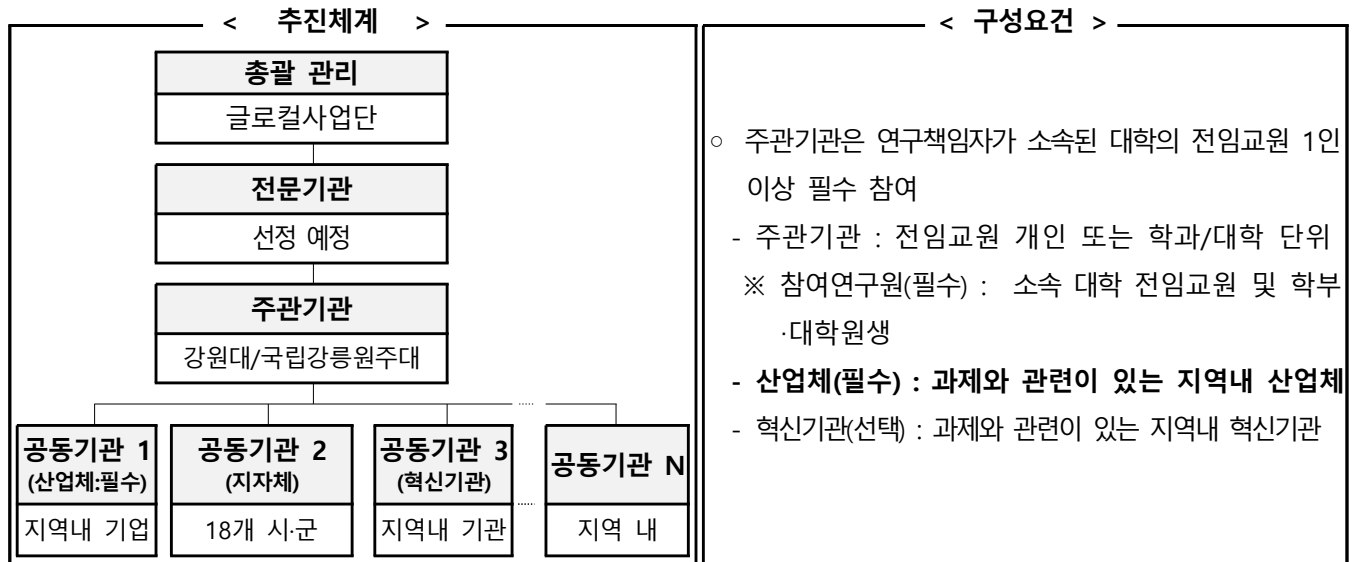 < 추진체계 >
총괄 관리
글로컬사업단
전문기관
선정 예정
주관기관
강원대/국립강릉원주대
공동기관 1
(산업체:필수)
지역내 기업
공동기관 2
(지자체)
18개 시·군
공동기관 3
(혁신기관)
지역내 기관
공동기관 N
지역 내
< 구성요건 >
○ 주관기관은 연구책임자가 소속된 대학의 전임교원 1인
이상 필수 참여
- 주관기관 : 전임교원 개인 또는 학과/대학 단위
※ 참여연구원(필수) : 소속 대학 전임교원 및 학부
·대학원생
- 산업체(필수) : 과제와 관련이 있는 지역내 산업체
- 혁신기관(선택) : 과제와 관련이 있는 지역내 혁신기관